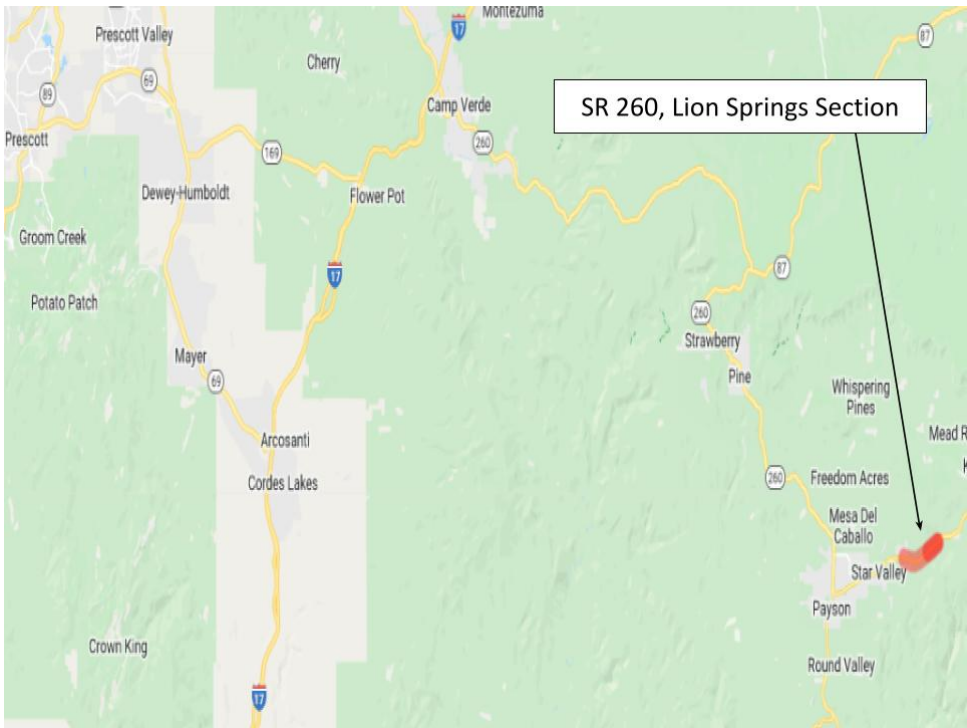 Montezuma
Prescott Valley
17
87
Cherry
69
89
Camp Verde
SR 260, Lion Springs Section
Prescott
260
169
Dewey-Humboldt
Flower Pot
Groom Creek
17
87
Potato Patch
260
Strawberry
Mayer
Pine
69
Whispering
Pines
Arcosanti
Mead R
K
Cordes Lakes
260
Freedom Acres
Mesa Del
Caballo
Star Valley
Payson
Crown King
Round Valley
17